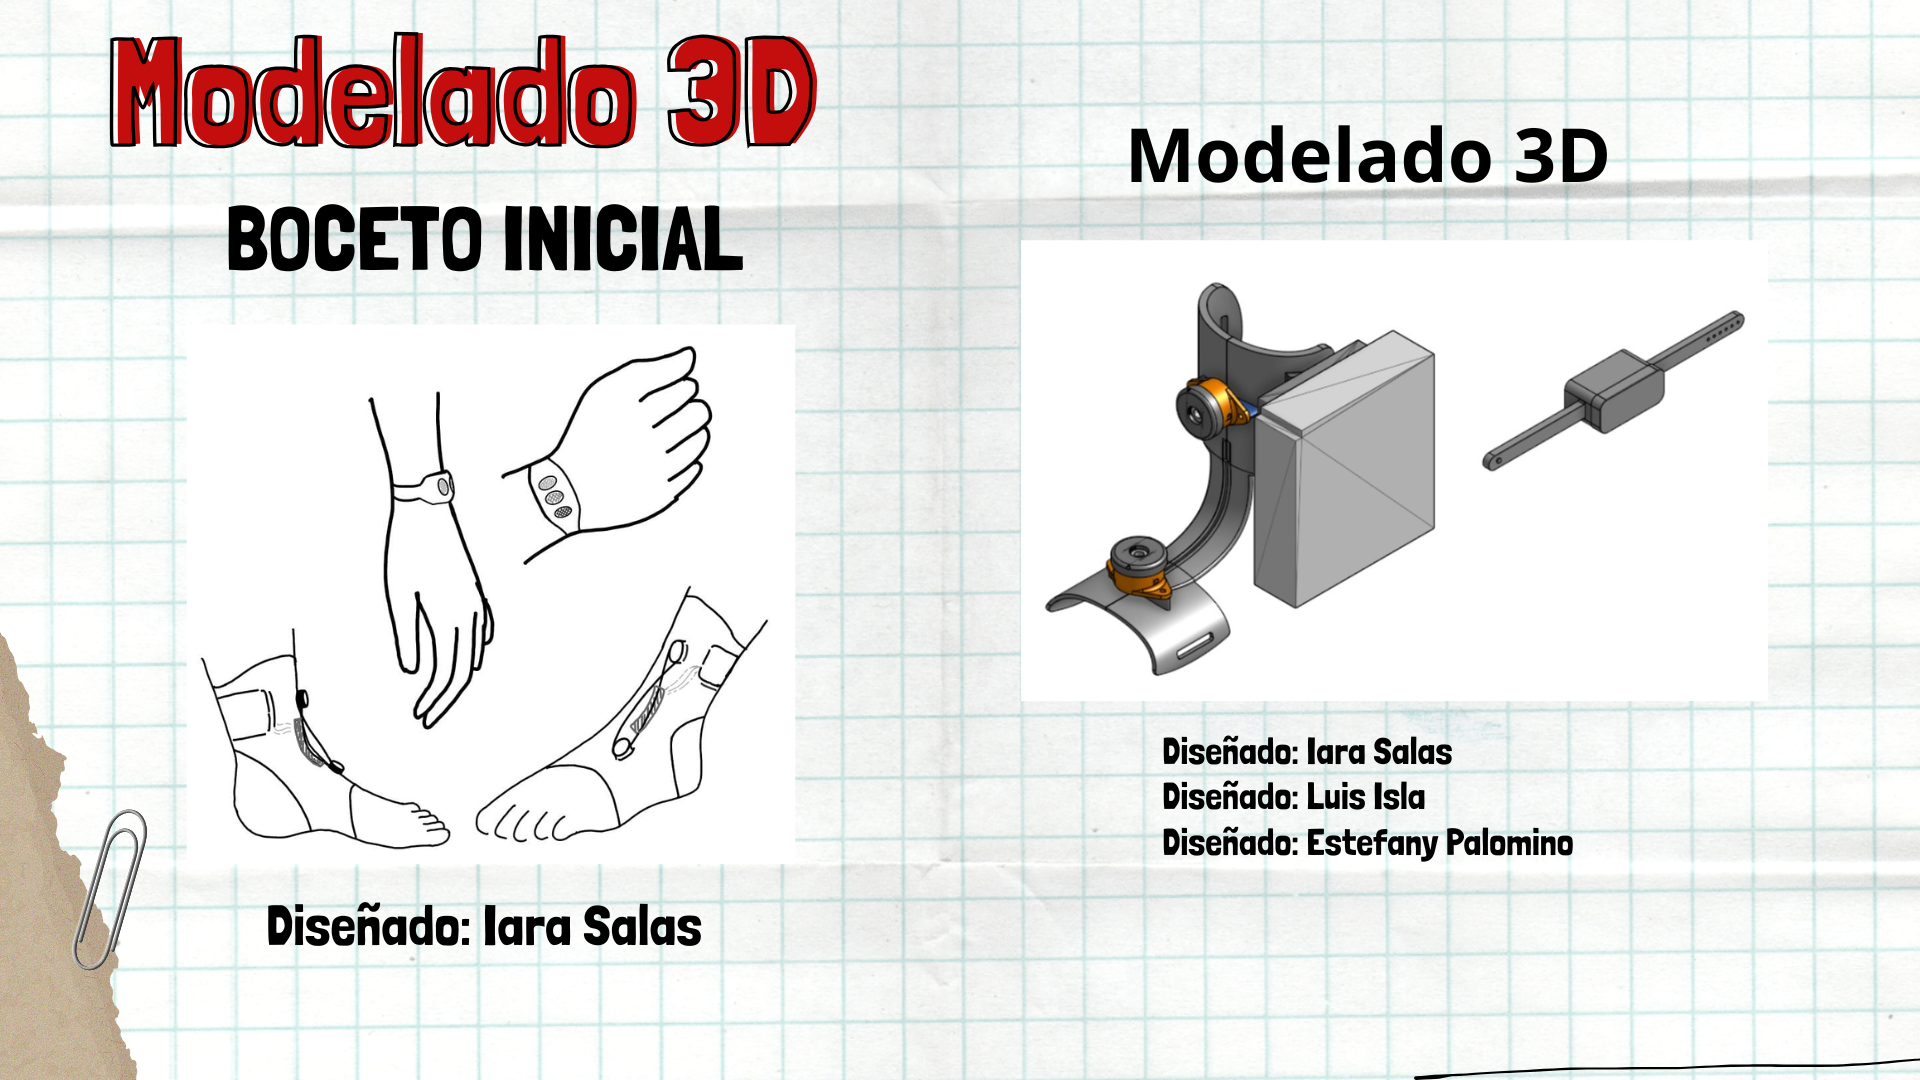 Modelado 3D
BOCETO INICIAL
Diseñado: Iara Salas
Modelado 3D
Diseñado: Iara Salas
Diseñado: Luis Isla
Diseñado: Estefany Palomino